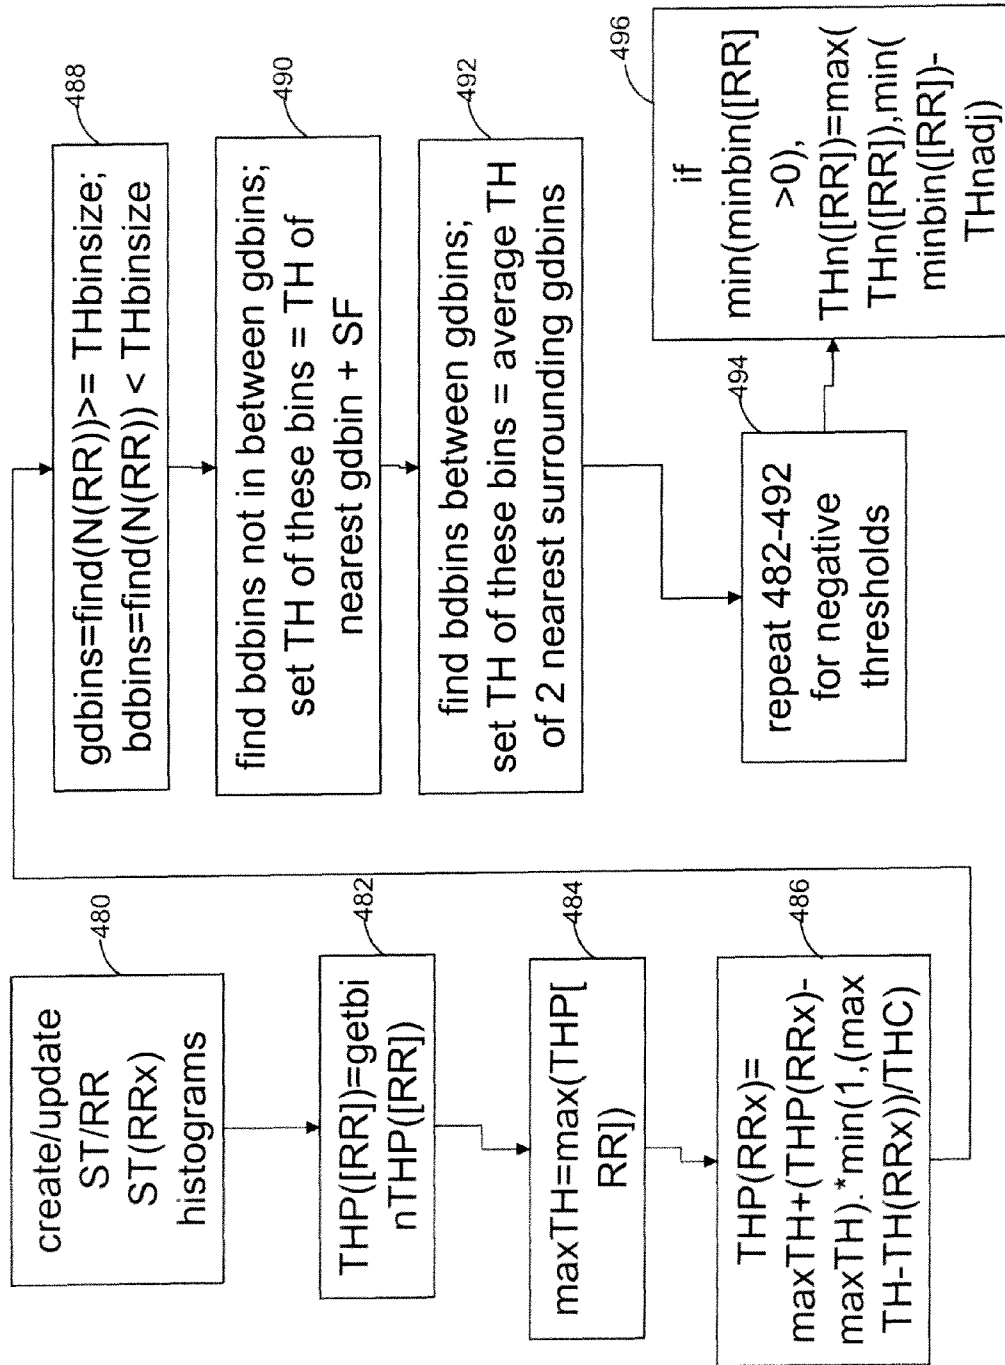 480
create/update
ST/RR
ST(RRx)
histograms
482
THP([RR])=getbi
nTHP([RR])
484
maxTH=max(THP[
RR])
486
THP(RRx)=
maxTH+(THP(RRx)-
maxTH).*min(1,(max
TH-TH(RRx))/THC)
488
gdbins=find(N(RR))>= THbinsize;
bdbins=find(N(RR)) < THbinsize
490
find bdbins not in between gdbins;
set TH of these bins = TH of
nearest gdbin + SF
492
find bdbins between gdbins;
set TH of these bins = average TH
of 2 nearest surrounding gdbins
494
repeat 482-492
for negative
thresholds
496
if
min(minbin([RR]
>0),
THn([RR])=max(
THn([RR]),min(
minbin([RR])-
THnadj)